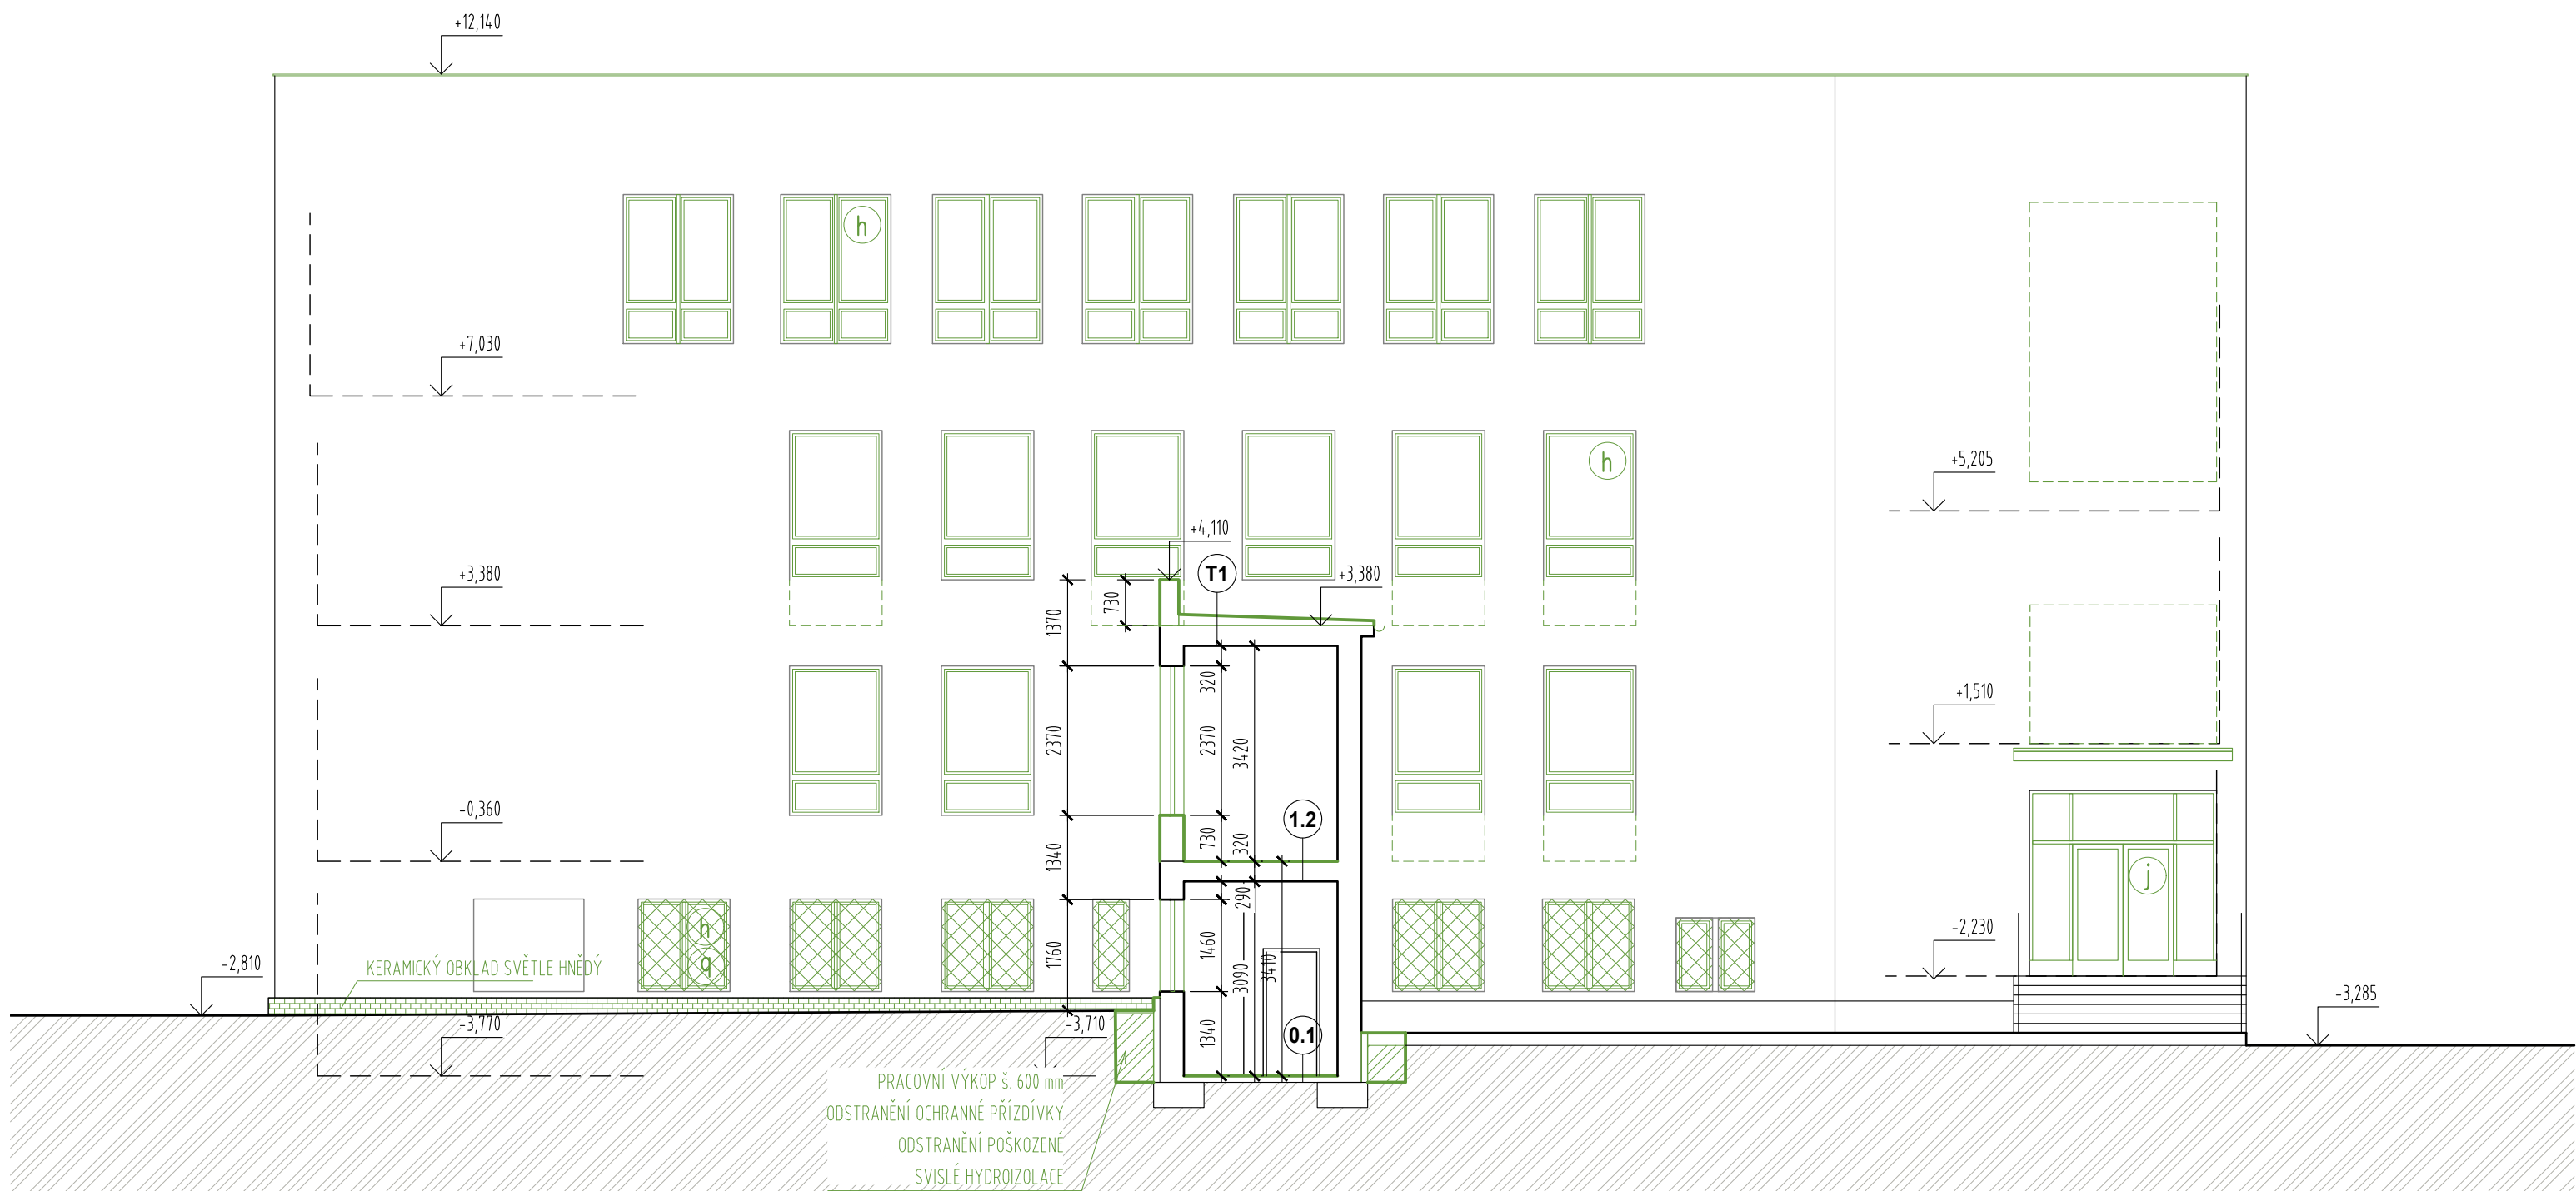 +12,140
h
+7,030
h
+5,205
+4,110
T1
+3,380
+3,380
730
1370
320
+1,510
2370
2370
3420
-0,360
1.2
730
320
1340
j
290
h
-2,230
1460
1760
q
KERAMICKÝ OBKLAD SVĚTLE HNĚDÝ
-2,810
3090
3410
-3,285
-3,770
-3,710
1340
0.1
PRACOVNÍ VÝKOP š. 600 mm
ODSTRANĚNÍ OCHRANNÉ PŘÍZDÍVKY
ODSTRANĚNÍ POŠKOZENÉ
SVISLÉ HYDROIZOLACE